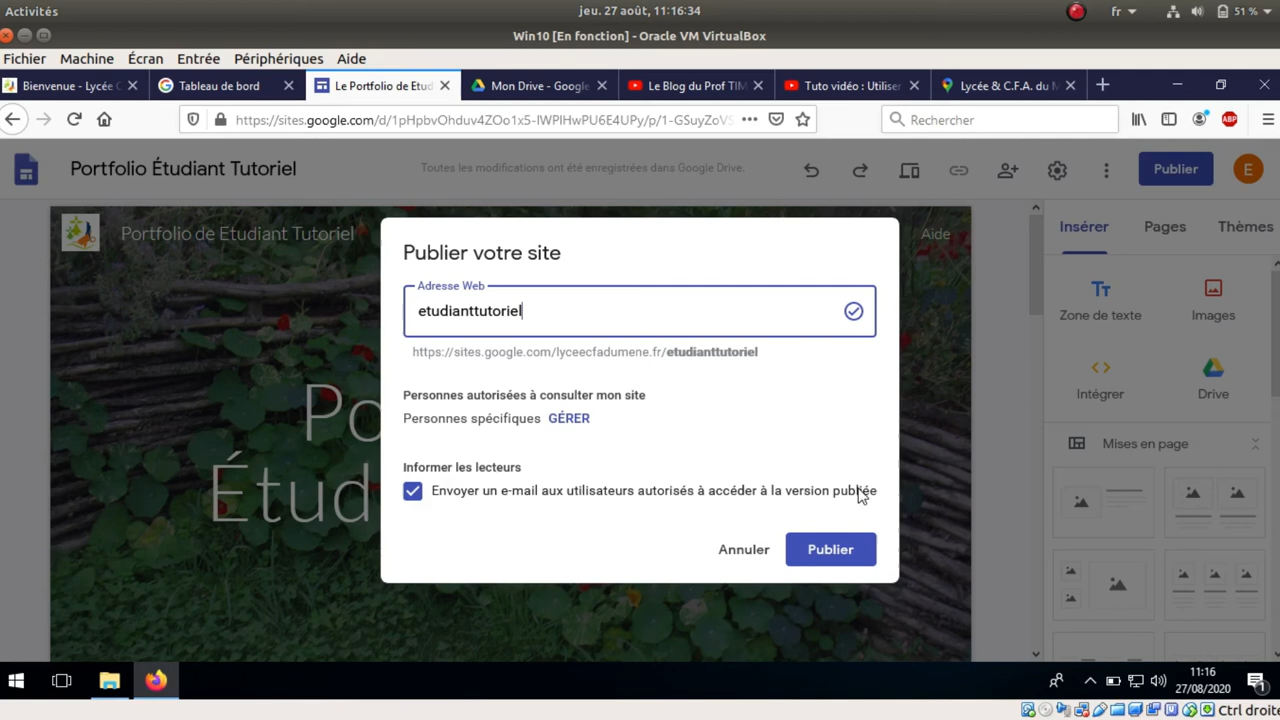 Activités
jeu. 27 août, 11:16:34
fr
51 %
Win10 [En fonction] - Oracle VM VirtualBox
Fichier Machine Écran Entrée Périphériques Aide
Bienvenue - Lycée C
Tableau de bord
Le Portfolio de Etud
Mon Drive - Google
Le Blog du Prof TIM
Tuto vidéo : Utiliser
Lycée & C.F.A. du M
https://sites.google.com/d/1pHpbvOhduv4ZOo1x5-IWPIHwPU6E4UPy/p/1-GSuyZoVS
Rechercher
ABP
Portfolio Étudiant Tutoriel
Toutes les modifications ont été enregistrées dans Google Drive.
Publier
E
Portfolio de Etudiant Tutoriel
Aide
Insérer
Pages
Thèmes
Publier votre site
Adresse Web
etudianttutoriel
https://sites.google.com/lyceecfadumene.fr/etudianttutoriel
Personnes autorisées à consulter mon site
Personnes spécifiques GÉRER
Informer les lecteurs
Envoyer un e-mail aux utilisateurs autorisés à accéder à la version publiée
Annuler
Publier
Po
Étud
Zone de texte
Images
Intégrer
Drive
Mises en page
11:16
27/08/2020
1
Ctrl droite